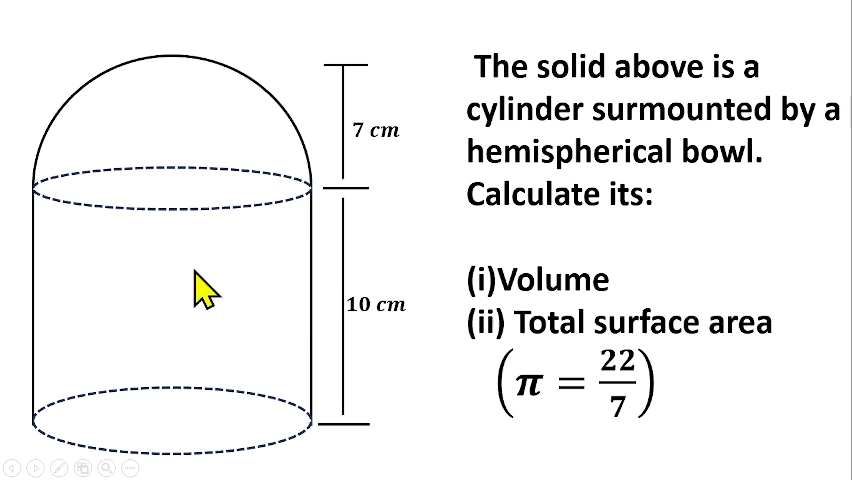 The solid above is a
cylinder surmounted by a
hemispherical bowl.
Calculate its:
(i)Volume
(ii) Total surface area
(π = 22/7)
7 cm
10 cm